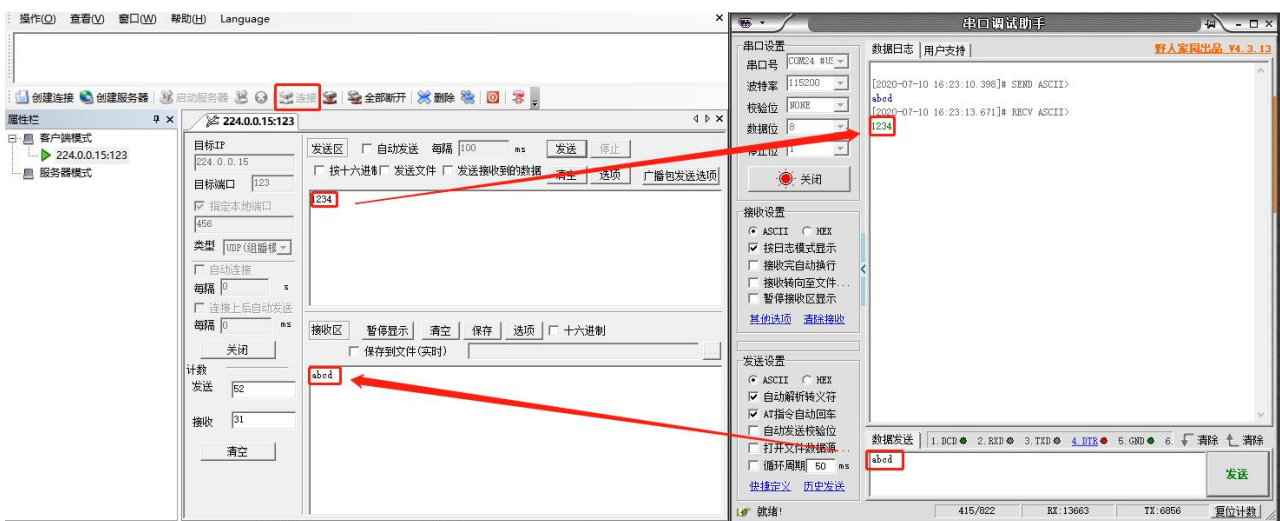 操作(O) 查看(V) 窗口(W) 帮助(H) Language
创建连接 创建服务器 启动服务器 连接 全部断开 删除
属性栏
客户端模式
224.0.0.15:123
服务器模式
224.0.0.15:123
目标IP
224.0.0.15
目标端口 123
指定本地端口
456
类型 UDP(组播模
自动连接
每隔 0 s
连接上后自动发送
每隔 0 ms
关闭
计数
发送 62
接收 31
清空
发送区 自动发送 每隔 100 ms 发送 停止
按十六进制 发送文件 发送接收到的数据 清空 选项 广播包发送选项
1234
接收区 暂停显示 清空 保存 选项 十六进制
保存到文件(实时) ...
abcd
串口调试助手
串口设置
串口号 COM24 #US
波特率 115200
校验位 NONE
数据位 8
停止位 1
关闭
接收设置
ASCII HEX
按日志模式显示
接收完自动换行
接收转向至文件...
暂停接收区显示
其他选项 清除接收
发送设置
ASCII HEX
自动解析转义符
AT指令自动回车
自动发送校验位
打开文件数据源...
循环周期 50 ms
快捷定义 历史发送
数据日志 用户支持 野人家园出品 V4.3.13
[2020-07-10 16:23:10.398]# SEND ASCII>
abcd
[2020-07-10 16:23:13.671]# RECV ASCII>
1234
数据发送 1.DCD 2.RXD 3.TXD 4.DTR 5.GND 6. 清除 清除
abcd
发送
就绪! 415/822 RX:13663 TX:6856 复位计数